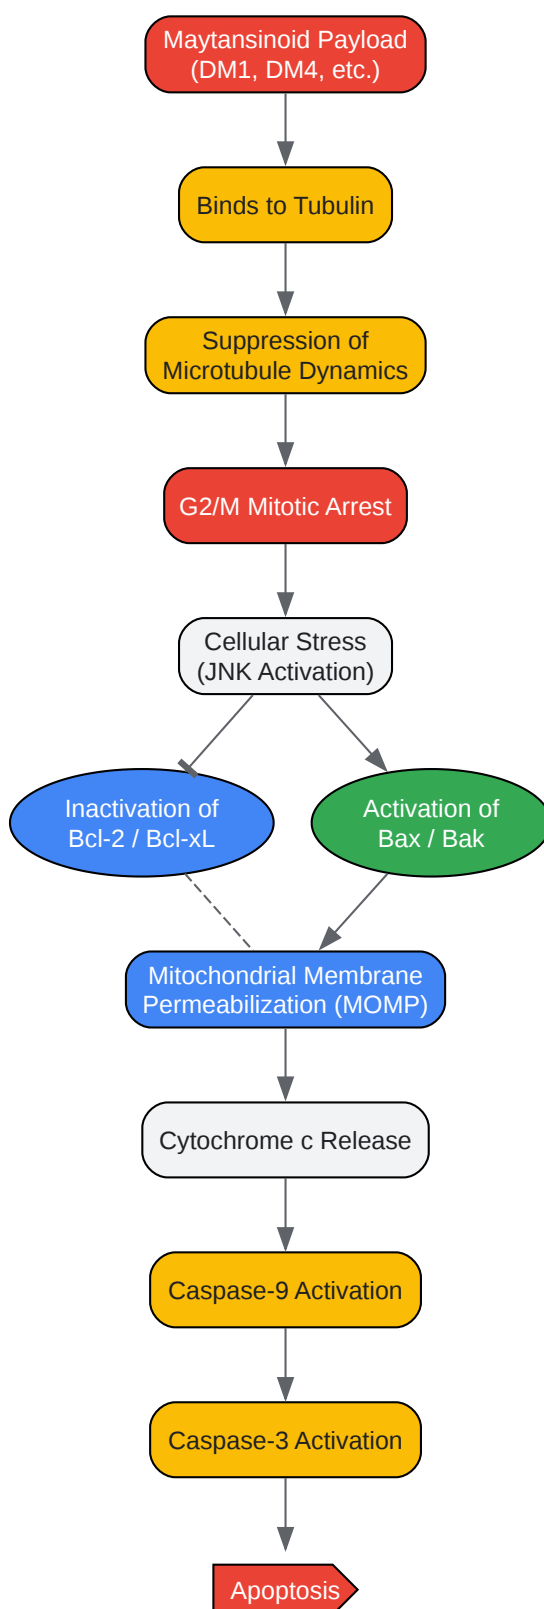 Maytansinoid Payload
(DM1, DM4, etc.)
Binds to Tubulin
Suppression of
Microtubule Dynamics
G2/M Mitotic Arrest
Cellular Stress
(JNK Activation)
Inactivation of
Bcl-2 / Bcl-xL
Activation of
Bax / Bak
Mitochondrial Membrane
Permeabilization (MOMP)
Cytochrome c Release
Caspase-9 Activation
Caspase-3 Activation
Apoptosis